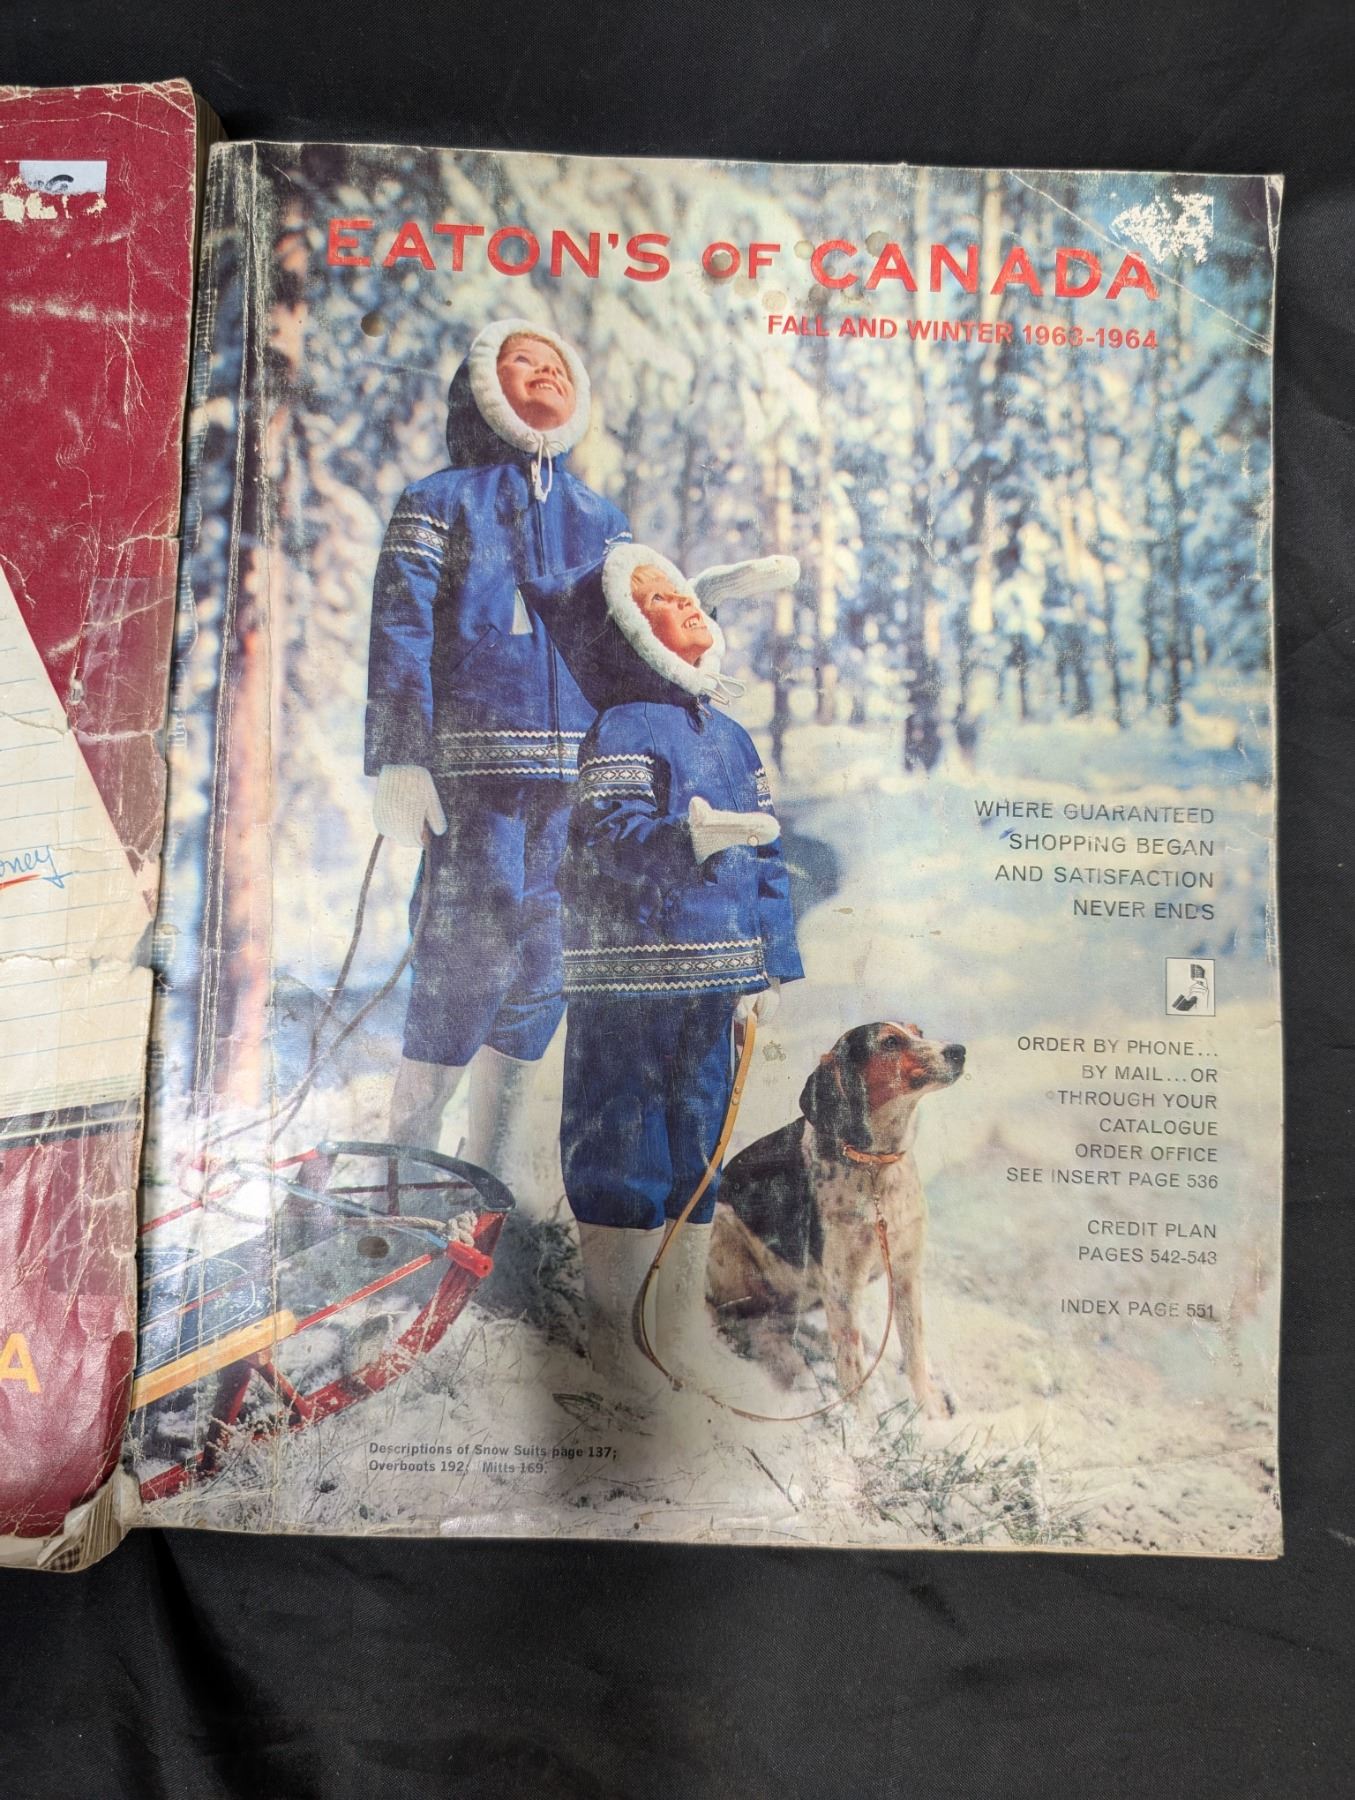 EATON'S OF CANADA
FALL AND WINTER 1963-1964
WHERE GUARANTEED
SHOPPING BEGAN
AND SATISFACTION
NEVER ENDS
ORDER BY PHONE...
BY MAIL...OR
THROUGH YOUR
CATALOGUE
ORDER OFFICE
SEE INSERT PAGE 536
CREDIT PLAN
PAGES 542-543
INDEX PAGE 551
Descriptions of Snow Suits page 137;
Overboots 192; Mitts 169.
oney
A